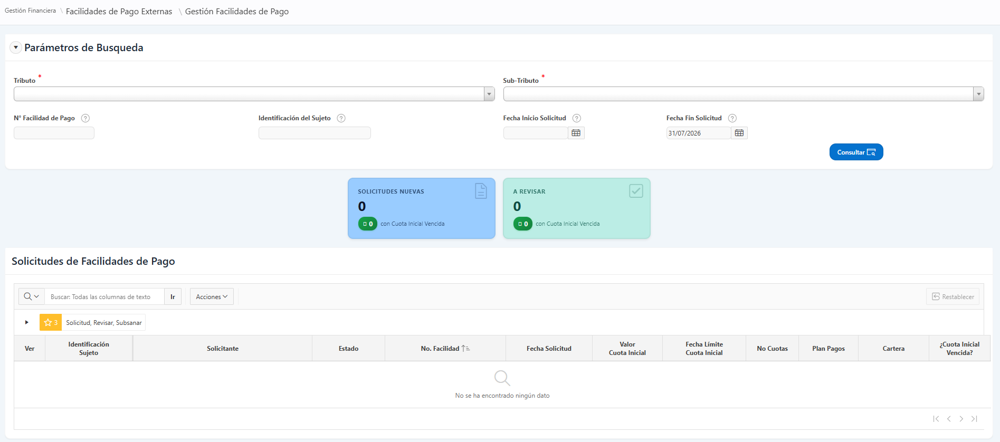 Gestión Financiera \ Facilidades de Pago Externas \ Gestión Facilidades de Pago
Parámetros de Busqueda
Tributo *
Sub-Tributo *
N° Facilidad de Pago ?
Identificación del Sujeto ?
Fecha Inicio Solicitud ?
Fecha Fin Solicitud ?
31/07/2026
Consultar
SOLICITUDES NUEVAS
0
0 con Cuota Inicial Vencida
A REVISAR
0
0 con Cuota Inicial Vencida
Solicitudes de Facilidades de Pago
Buscar: Todas las columnas de texto
Ir
Acciones
Restablecer
3 Solicitud, Revisar, Subsanar
Ver
Identificación
Sujeto
Solicitante
Estado
No. Facilidad
Fecha Solicitud
Valor
Cuota Inicial
Fecha Límite
Cuota Inicial
No Cuotas
Plan Pagos
Cartera
¿Cuota Inicial
Vencida?
No se ha encontrado ningún dato